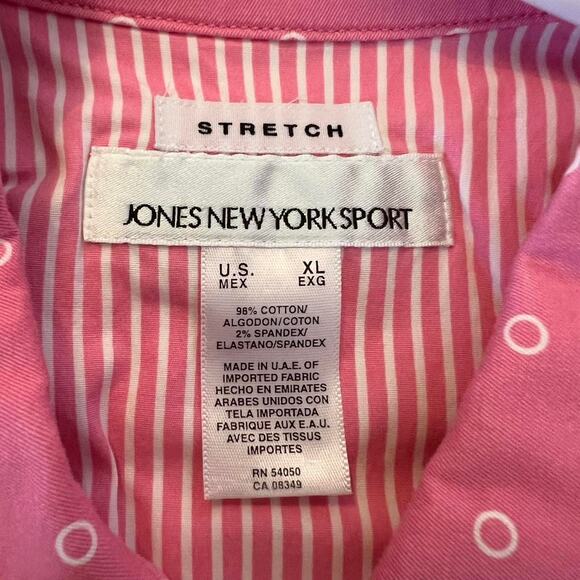 STRETCH
JONES NEW YORK SPORT
U.S. XL
MEX EXG
98% COTTON/
ALGODON/COTON
2% SPANDEX/
ELASTANO/SPANDEX
MADE IN U.A.E. OF
IMPORTED FABRIC
HECHO EN EMIRATES
ARABES UNIDOS CON
TELA IMPORTADA
FABRIQUE AUX E.A.U.
AVEC DES TISSUS
IMPORTES
RN 54050
CA 08349